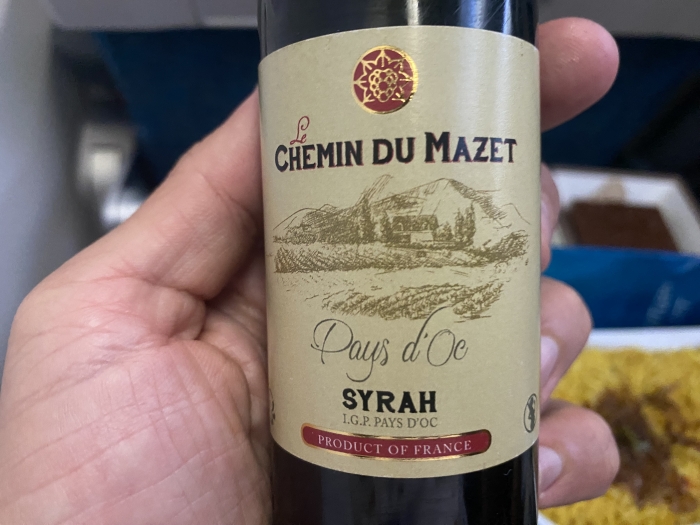 Le
CHEMIN DU MAZET
Pays d'Oc
SYRAH
I.G.P. PAYS D'OC
PRODUCT OF FRANCE